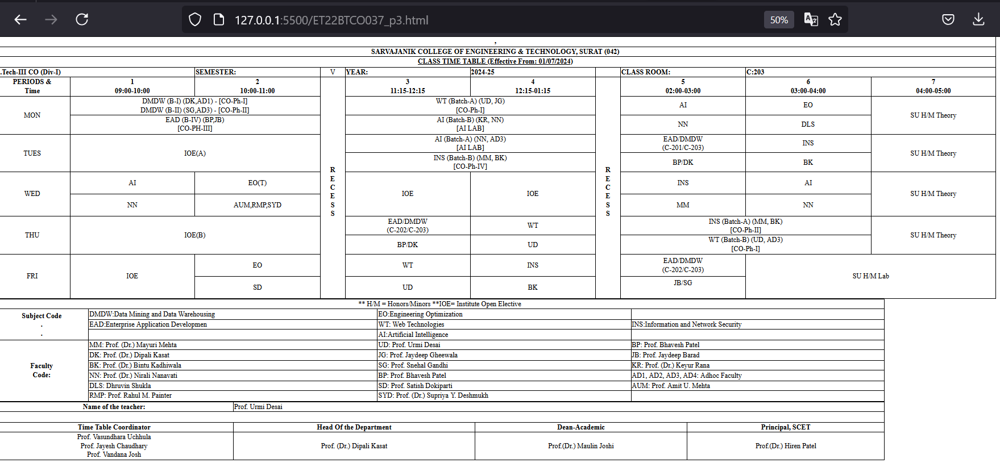 127.0.0.1:5500/ET22BTCO037_p3.html
50%
,
SARVAJANIK COLLEGE OF ENGINEERING & TECHNOLOGY, SURAT (042)
CLASS TIME TABLE (Effective From: 01/07/2024)
.Tech-III CO (Div-I) SEMESTER: V YEAR: 2024-25 CLASS ROOM: C:203
PERIODS & Time 1 09:00-10:00 2 10:00-11:00 3 11:15-12:15 4 12:15-01:15 5 02:00-03:00 6 03:00-04:00 7 04:00-05:00
RECESS
RECESS
MON
DMDW (B-I) (DK,AD1) - [CO-Ph-I]
DMDW (B-II) (SG,AD3) - [CO-Ph-II]
EAD (B-IV) (BP,JB)
[CO-PH-III]
WT (Batch-A) (UD, JG)
[CO-Ph-I]
AI (Batch-B) (KR, NN)
[AI LAB]
AI EO
NN DLS
SU H/M Theory
TUES
IOE(A)
AI (Batch-A) (NN, AD3)
[AI LAB]
INS (Batch-B) (MM, BK)
[CO-Ph-IV]
EAD/DMDW
(C-201/C-203)
INS
BP/DK BK
SU H/M Theory
WED
AI EO(T)
NN AUM,RMP,SYD
IOE IOE
INS AI
MM NN
SU H/M Theory
THU
IOE(B)
EAD/DMDW
(C-202/C-203)
WT
BP/DK UD
INS (Batch-A) (MM, BK)
[CO-Ph-II]
WT (Batch-B) (UD, AD3)
[CO-Ph-I]
SU H/M Theory
FRI
IOE
EO
SD
WT INS
UD BK
EAD/DMDW
(C-202/C-203)
JB/SG
SU H/M Lab
** H/M = Honors/Minors **IOE= Institute Open Elective
Subject Code
.
.
DMDW:Data Mining and Data Warehousing EO:Engineering Optimization
EAD:Enterprise Application Developmen WT: Web Technologies INS:Information and Network Security
AI:Artificial Intelligence
Faculty
Code:
MM: Prof. (Dr.) Mayuri Mehta UD: Prof. Urmi Desai BP: Prof. Bhavesh Patel
DK: Prof. (Dr.) Dipali Kasat JG: Prof. Jaydeep Gheewala JB: Prof. Jaydeep Barad
BK: Prof. (Dr.) Bintu Kadhiwala SG: Prof. Snehal Gandhi KR: Prof. (Dr.) Keyur Rana
NN: Prof. (Dr.) Nirali Nanavati BP: Prof. Bhavesh Patel AD1, AD2, AD3, AD4: Adhoc Faculty
DLS: Dhruvin Shukla SD: Prof. Satish Dokiparti AUM: Prof. Amit U. Mehta
RMP: Prof. Rahul M. Painter SYD: Prof. (Dr.) Supriya Y. Deshmukh
Name of the teacher: Prof. Urmi Desai
Time Table Coordinator Head Of the Department Dean-Academic Principal, SCET
Prof. Vasundhara Uchhula
Prof. Jayesh Chaudhary
Prof. Vandana Josh
Prof. (Dr.) Dipali Kasat Prof.(Dr.) Maulin Joshi Prof.(Dr.) Hiren Patel